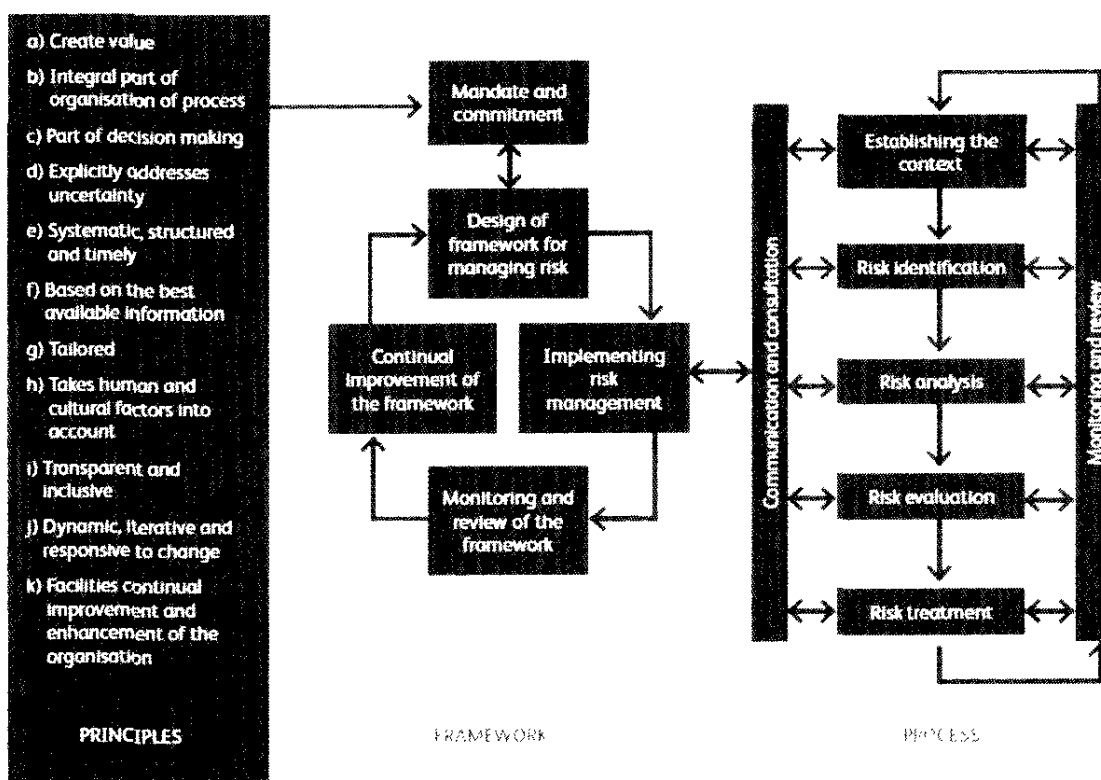 a) Create value
b) Integral part of
organisation of process
c) Part of decision making
d) Explicitly addresses
uncertainty
e) Systematic, structured
and timely
f) Based on the best
available information
g) Tailored
h) Takes human and
cultural factors into
account
i) Transparent and
inclusive
j) Dynamic, iterative and
responsive to change
k) Facilities continual
improvement and
enhancement of the
organisation
PRINCIPLES
Mandate and
commitment
Design of
framework for
managing risk
Continual
improvement of
the framework
Implementing
risk
management
Monitoring and
review of the
framework
FRAMEWORK
Communication and consultation
Establishing the
context
Risk identification
Risk analysis
Risk evaluation
Risk treatment
Monitoring and review
PROCESS